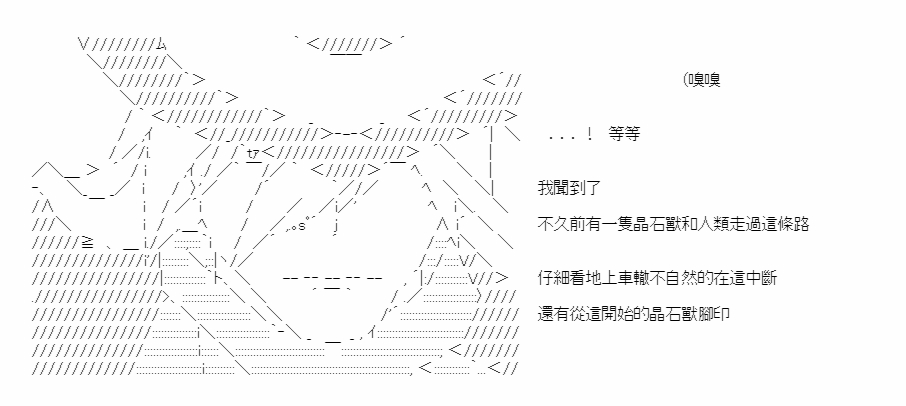 (嗅嗅
...! 等等
我聞到了
不久前有一隻晶石獸和人類走過這條路
仔細看地上車轍不自然的在這中斷
還有從這開始的晶石獸腳印